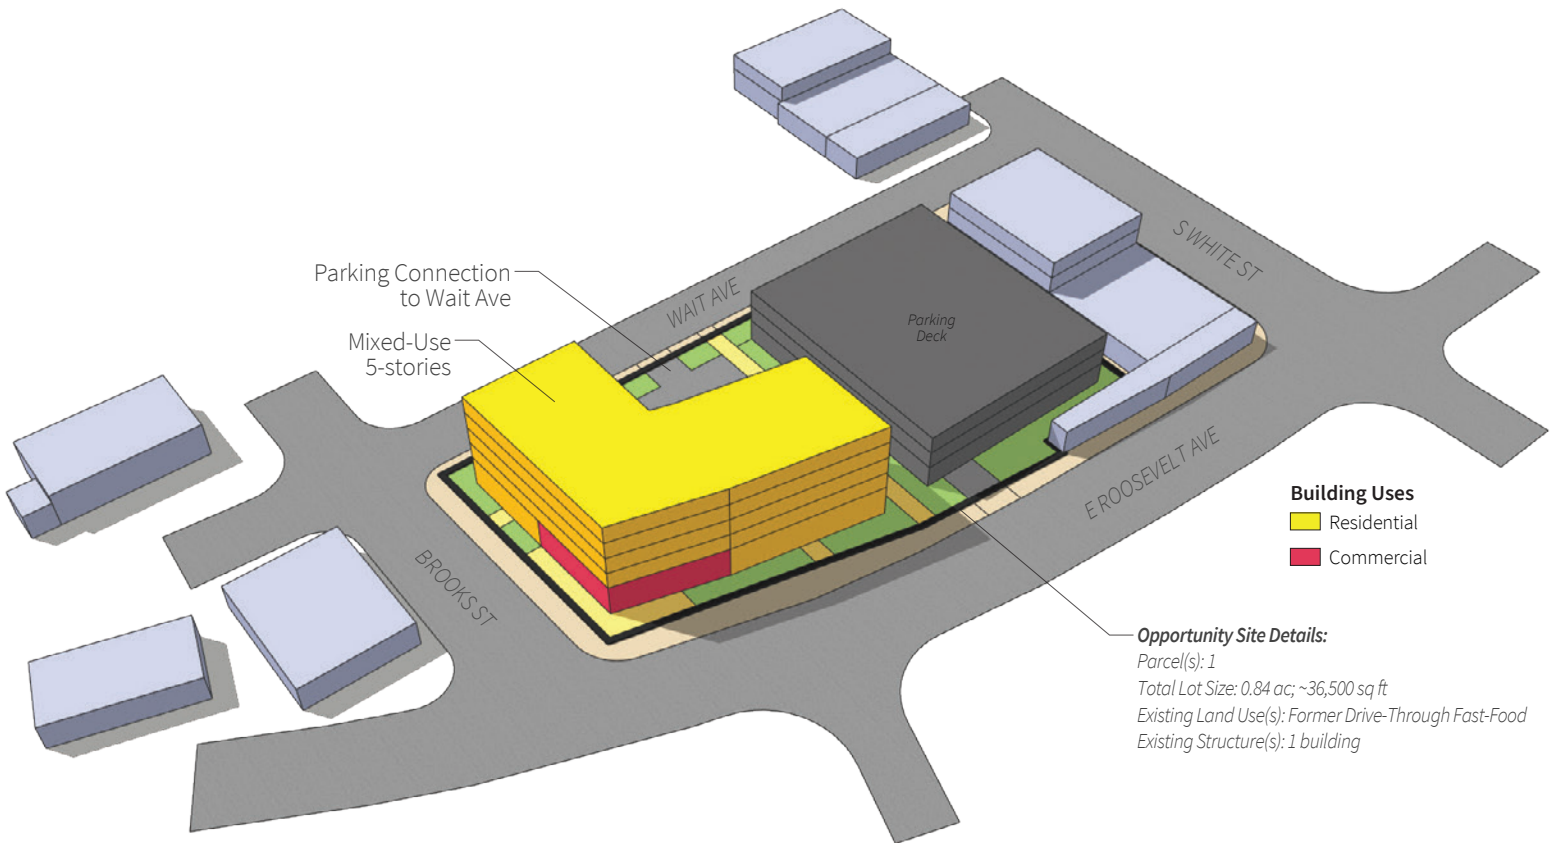 Parking Connection
to Wait Ave
Mixed-Use
5-stories
WAIT AVE
Parking
Deck
S WHITE ST
E ROOSEVELT AVE
BROOKS ST
Building Uses
Residential
Commercial
Opportunity Site Details:
Parcel(s): 1
Total Lot Size: 0.84 ac; ~36,500 sq ft
Existing Land Use(s): Former Drive-Through Fast-Food
Existing Structure(s): 1 building